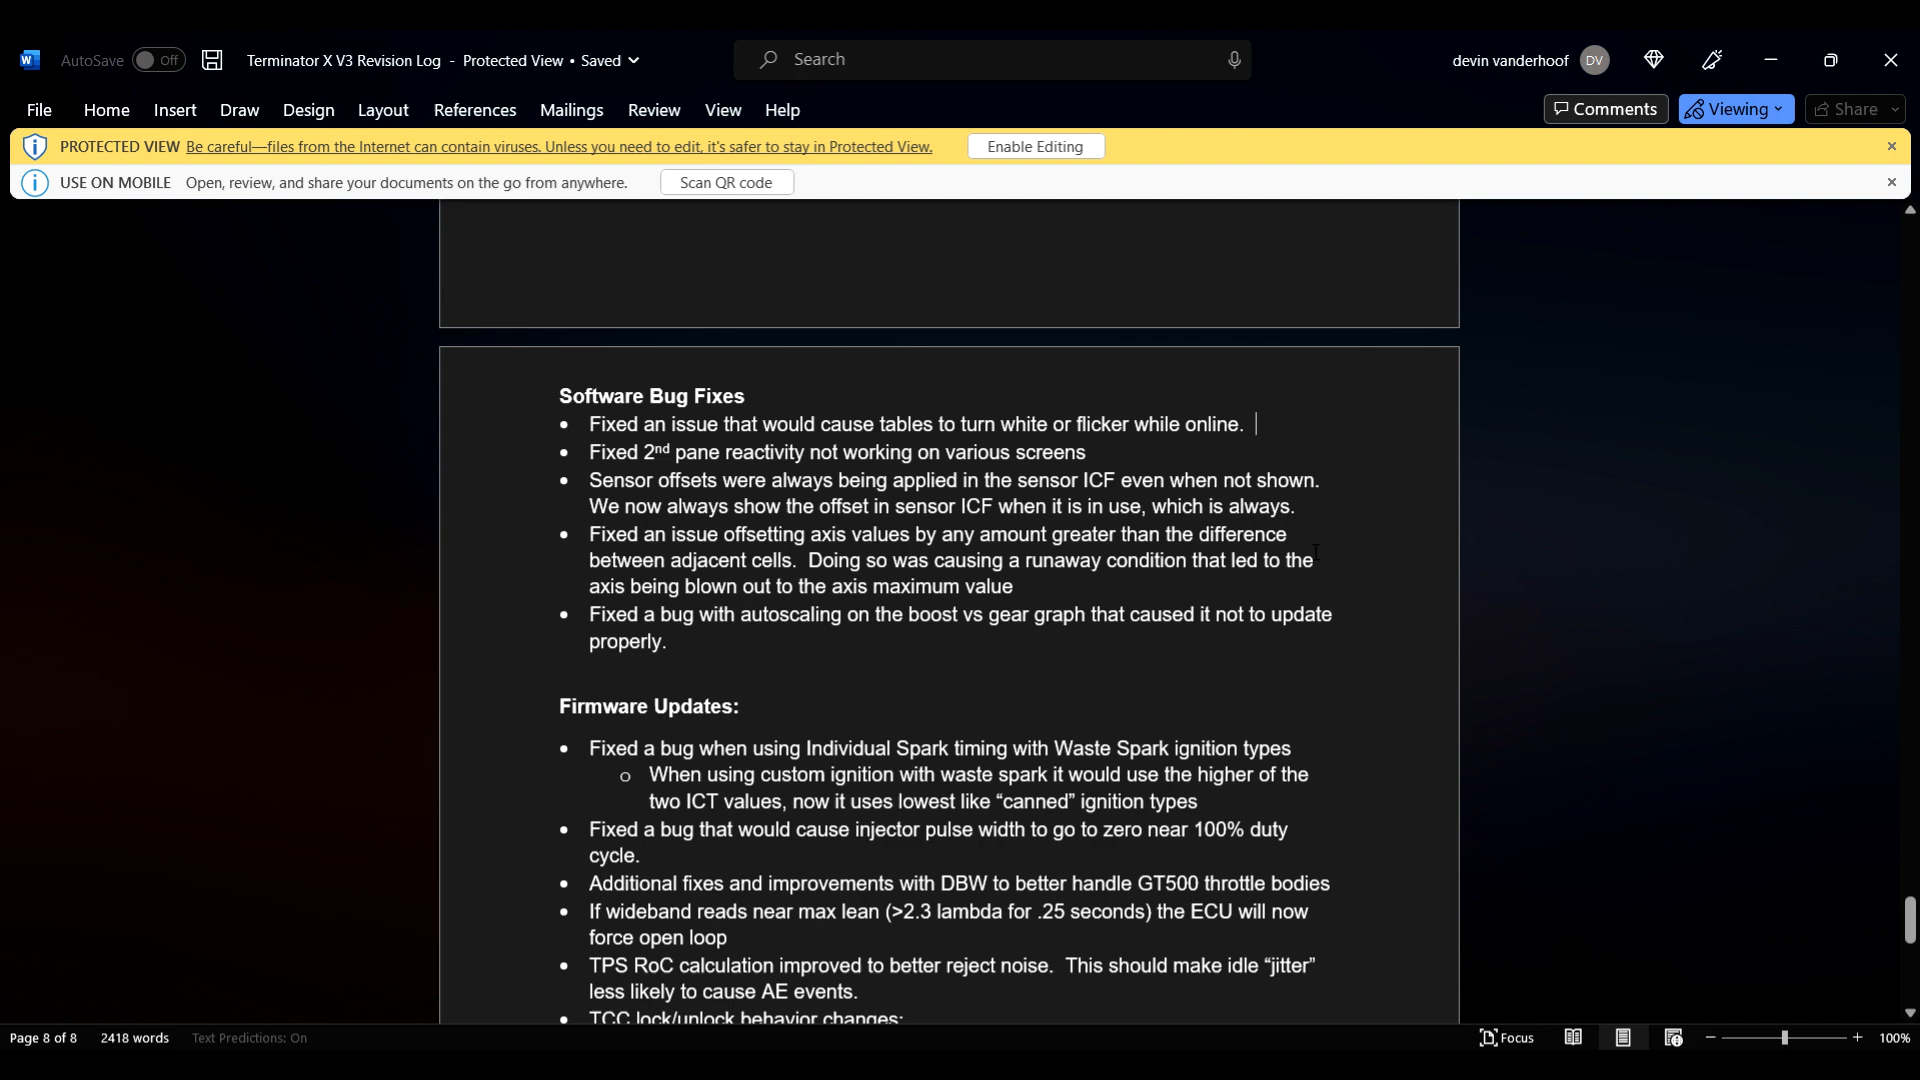 AutoSave Off Terminator X V3 Revision Log - Protected View • Saved Search devin vanderhoof DV
File Home Insert Draw Design Layout References Mailings Review View Help Comments Viewing Share
PROTECTED VIEW Be careful—files from the Internet can contain viruses. Unless you need to edit, it's safer to stay in Protected View. Enable Editing
USE ON MOBILE Open, review, and share your documents on the go from anywhere. Scan QR code
Software Bug Fixes
• Fixed an issue that would cause tables to turn white or flicker while online.
• Fixed 2nd pane reactivity not working on various screens
• Sensor offsets were always being applied in the sensor ICF even when not shown.
We now always show the offset in sensor ICF when it is in use, which is always.
• Fixed an issue offsetting axis values by any amount greater than the difference
between adjacent cells. Doing so was causing a runaway condition that led to the
axis being blown out to the axis maximum value
• Fixed a bug with autoscaling on the boost vs gear graph that caused it not to update
properly.
Firmware Updates:
• Fixed a bug when using Individual Spark timing with Waste Spark ignition types
o When using custom ignition with waste spark it would use the higher of the
two ICT values, now it uses lowest like “canned” ignition types
• Fixed a bug that would cause injector pulse width to go to zero near 100% duty
cycle.
• Additional fixes and improvements with DBW to better handle GT500 throttle bodies
• If wideband reads near max lean (>2.3 lambda for .25 seconds) the ECU will now
force open loop
• TPS RoC calculation improved to better reject noise. This should make idle “jitter”
less likely to cause AE events.
• TCC lock/unlock behavior changes:
Page 8 of 8 2418 words Text Predictions: On Focus 100%